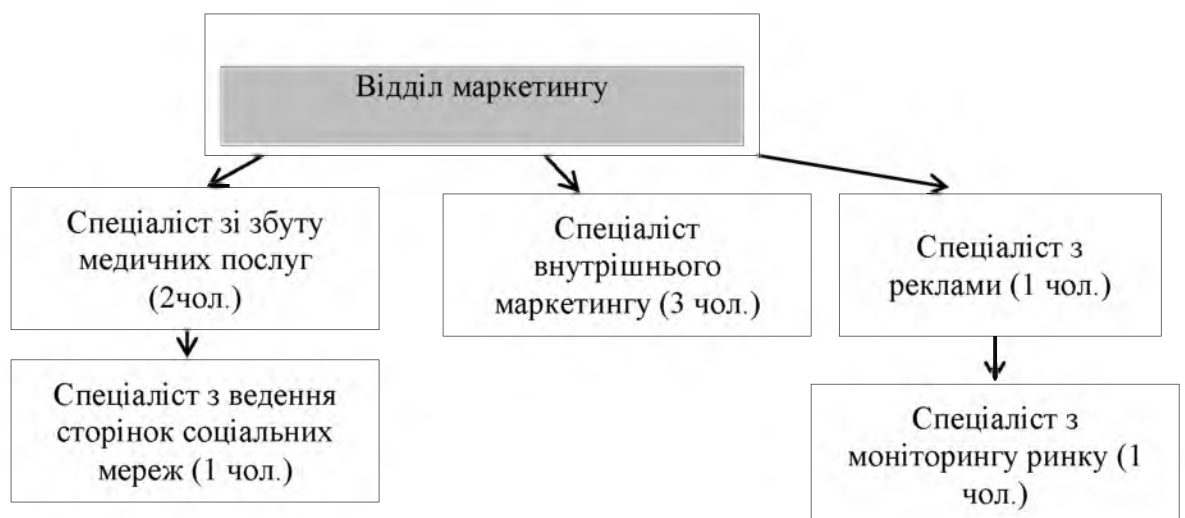 Відділ маркетингу
Спеціаліст зі збуту
медичних послуг
(2чол.)
Спеціаліст
внутрішнього
маркетингу (3 чол.)
Спеціаліст з
реклами (1 чол.)
Спеціаліст з ведення
сторінок соціальних
мереж (1 чол.)
Спеціаліст з
моніторингу ринку (1
чол.)